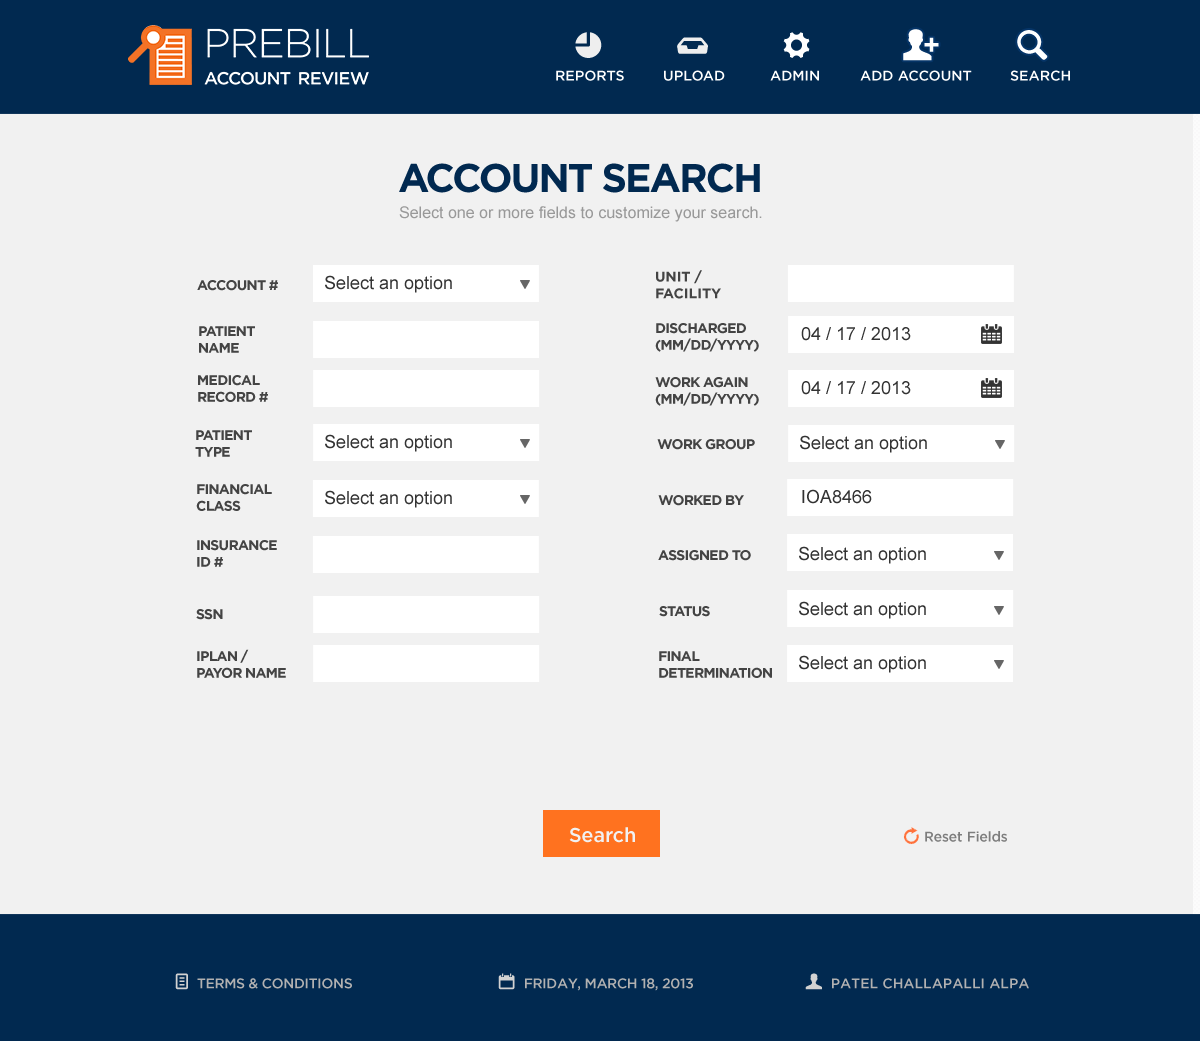 PREBILL
ACCOUNT REVIEW
REPORTS
UPLOAD
ADMIN
ADD ACCOUNT
SEARCH
ACCOUNT SEARCH
Select one or more fields to customize your search.
ACCOUNT #
Select an option
PATIENT
NAME
MEDICAL
RECORD #
PATIENT
TYPE
Select an option
FINANCIAL
CLASS
Select an option
INSURANCE
ID #
SSN
IPLAN /
PAYOR NAME
UNIT /
FACILITY
DISCHARGED
(MM/DD/YYYY)
04 / 17 / 2013
WORK AGAIN
(MM/DD/YYYY)
04 / 17 / 2013
WORK GROUP
Select an option
WORKED BY
IOA8466
ASSIGNED TO
Select an option
STATUS
Select an option
FINAL
DETERMINATION
Select an option
Search
Reset Fields
TERMS & CONDITIONS
FRIDAY, MARCH 18, 2013
PATEL CHALLAPALLI ALPA